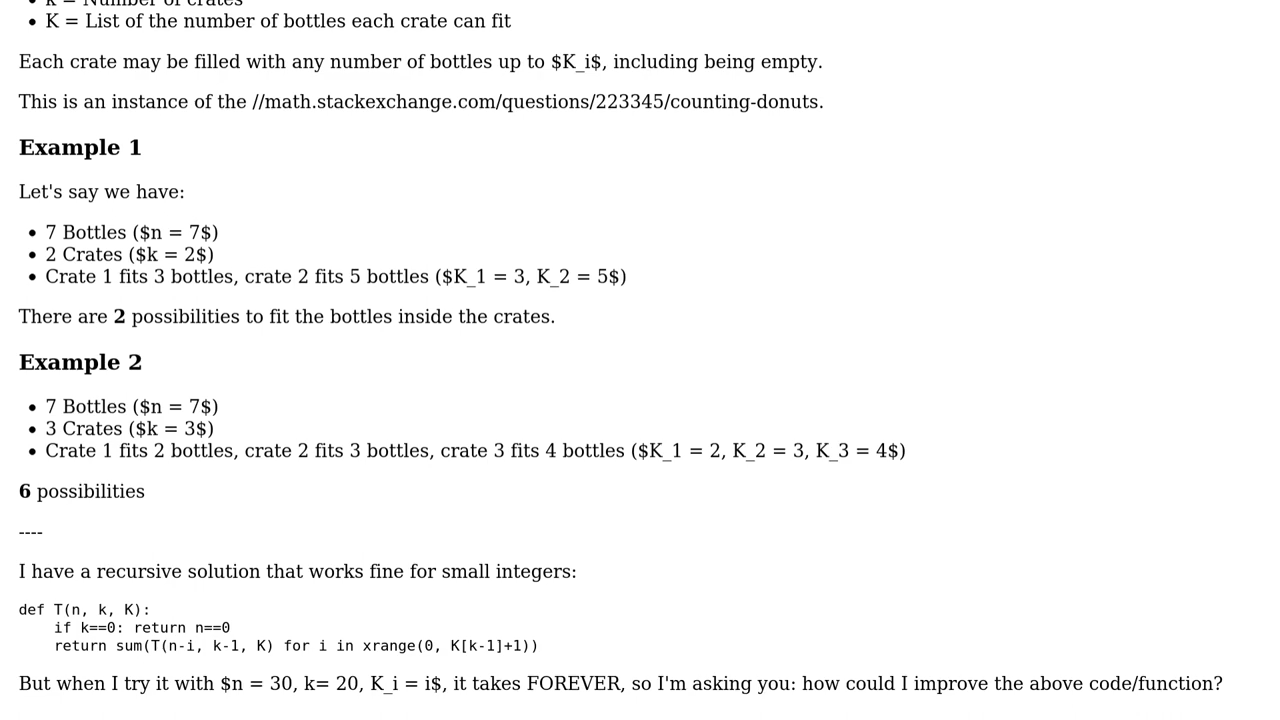 k = Number of crates
K = List of the number of bottles each crate can fit
Each crate may be filled with any number of bottles up to $K_i$, including being empty.
This is an instance of the //math.stackexchange.com/questions/223345/counting-donuts.
Example 1
Let's say we have:
7 Bottles ($n = 7$)
2 Crates ($k = 2$)
Crate 1 fits 3 bottles, crate 2 fits 5 bottles ($K_1 = 3, K_2 = 5$)
There are 2 possibilities to fit the bottles inside the crates.
Example 2
7 Bottles ($n = 7$)
3 Crates ($k = 3$)
Crate 1 fits 2 bottles, crate 2 fits 3 bottles, crate 3 fits 4 bottles ($K_1 = 2, K_2 = 3, K_3 = 4$)
6 possibilities
----
I have a recursive solution that works fine for small integers:
def T(n, k, K):
    if k==0: return n==0
    return sum(T(n-i, k-1, K) for i in xrange(0, K[k-1]+1))
But when I try it with $n = 30, k= 20, K_i = i$, it takes FOREVER, so I'm asking you: how could I improve the above code/function?